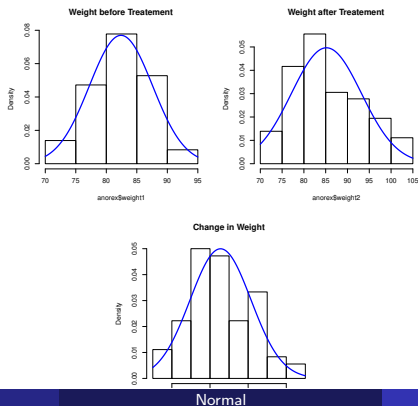 Weight before Treatement
Density
0.00 0.02 0.04 0.06 0.08
70 75 80 85 90 95
anorex$weight1
Weight after Treatement
Density
0.00 0.01 0.02 0.03 0.04 0.05
70 75 80 85 90 95 100 105
anorex$weight2
Change in Weight
Density
0.00 0.01 0.02 0.03 0.04 0.05
Normal